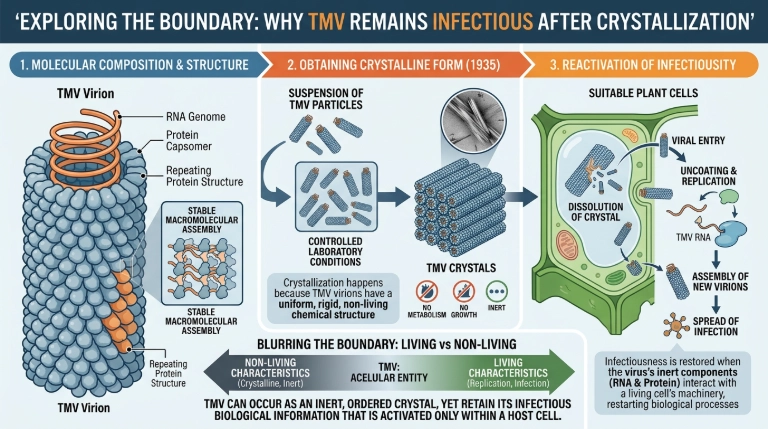 'EXPLORING THE BOUNDARY: WHY TMV REMAINS INFECTIOUS AFTER CRYSTALLIZATION'
1. MOLECULAR COMPOSITION & STRUCTURE
TMV Virion
RNA Genome
Protein
Capsomer
Repeating
Protein Structure
STABLE
MACROMOLECULAR
ASSEMBLY
STABLE
MACROMOLECULAR
ASSEMBLY
Repeating
Protein
Structure
TMV Virion
2. OBTAINING CRYSTALLINE FORM (1935)
SUSPENSION OF
TMV PARTICLES
CONTROLLED
LABORATORY
CONDITIONS
TMV CRYSTALS
Crystallization happens
because TMV virions have a
uniform, rigid, non-living
chemical structure
NO
METABOLISM
NO
GROWTH
INERT
3. REACTIVATION OF INFECTIOUSITY
SUITABLE PLANT CELLS
DISSOLUTION
OF CRYSTAL
VIRAL ENTRY
UNCOATING &
REPLICATION
TMV RNA
ASSEMBLY OF
NEW VIRIONS
SPREAD OF
INFECTION
Infectiousness is restored when
the virus's inert components
(RNA & Protein) interact with
a living cell's machinery,
restarting biological processes
BLURRING THE BOUNDARY: LIVING vs NON-LIVING
NON-LIVING
CHARACTERISTICS
(Crystalline, Inert)
TMV:
ACELULAR ENTITY
LIVING
CHARACTERISTICS
(Replication, Infection)
TMV CAN OCCUR AS AN INERT, ORDERED CRYSTAL, YET RETAIN ITS INFECTIOUS
BIOLOGICAL INFORMATION THAT IS ACTIVATED ONLY WITHIN A HOST CELL.